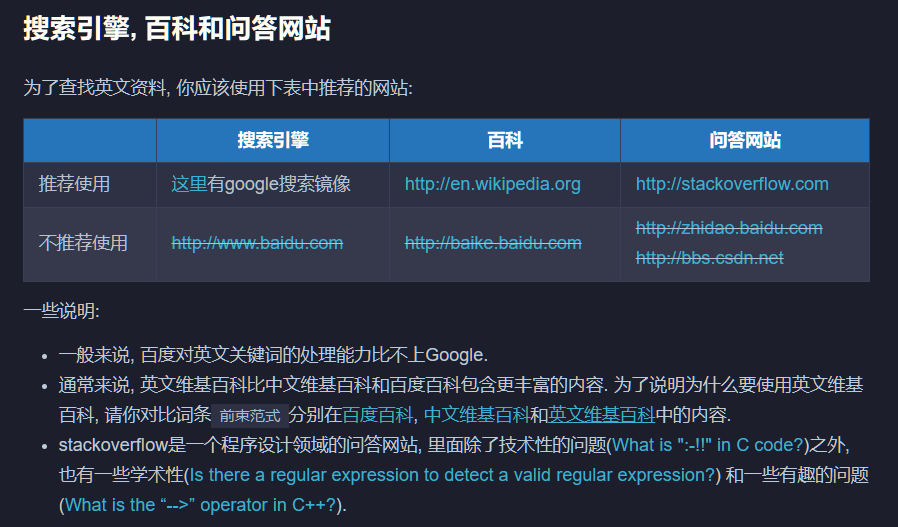 搜索引擎, 百科和问答网站
为了查找英文资料, 你应该使用下表中推荐的网站:
搜索引擎 百科 问答网站
推荐使用 这里有google搜索镜像 http://en.wikipedia.org http://stackoverflow.com
不推荐使用 http://www.baidu.com http://baike.baidu.com http://zhidao.baidu.com
http://bbs.csdn.net
一些说明:
• 一般来说, 百度对英文关键词的处理能力比不上Google.
• 通常来说, 英文维基百科比中文维基百科和百度百科包含更丰富的内容. 为了说明为什么要使用英文维基
百科, 请你对比词条 前束范式 分别在百度百科, 中文维基百科和英文维基百科中的内容.
• stackoverflow是一个程序设计领域的问答网站, 里面除了技术性的问题(What is ":-!!" in C code?)之外,
也有一些学术性(Is there a regular expression to detect a valid regular expression?) 和一些有趣的问题
(What is the “-->” operator in C++?).